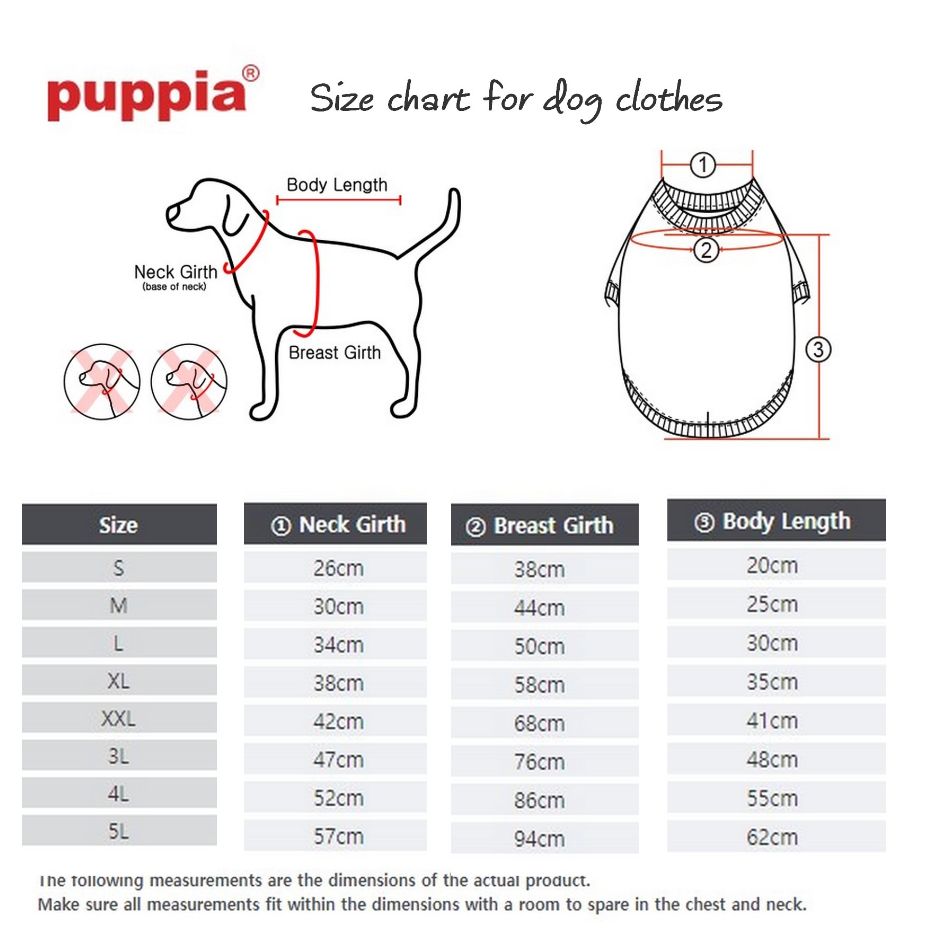 puppia®
Size chart for dog clothes
Body Length
Neck Girth
(base of neck)
Breast Girth
1
2
3
Size ① Neck Girth ② Breast Girth ③ Body Length
S 26cm 38cm 20cm
M 30cm 44cm 25cm
L 34cm 50cm 30cm
XL 38cm 58cm 35cm
XXL 42cm 68cm 41cm
3L 47cm 76cm 48cm
4L 52cm 86cm 55cm
5L 57cm 94cm 62cm
The following measurements are the dimensions of the actual product.
Make sure all measurements fit within the dimensions with a room to spare in the chest and neck.